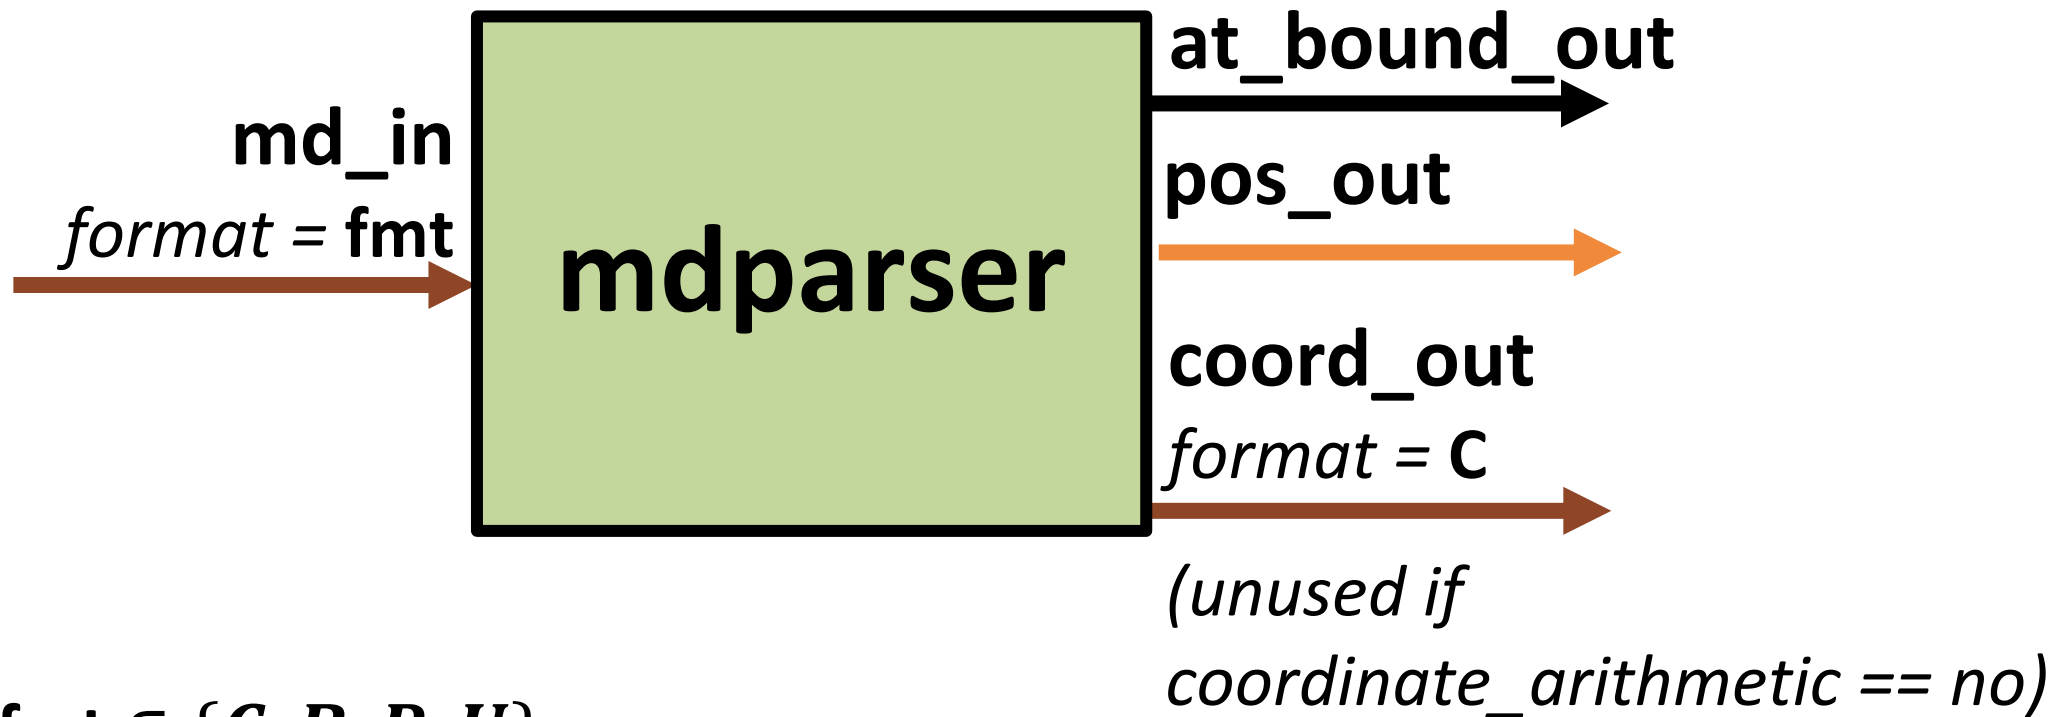 md_in
format = fmt
mdparser
at_bound_out
pos_out
coord_out
format = C
(unused if
coordinate_arithmetic == no)